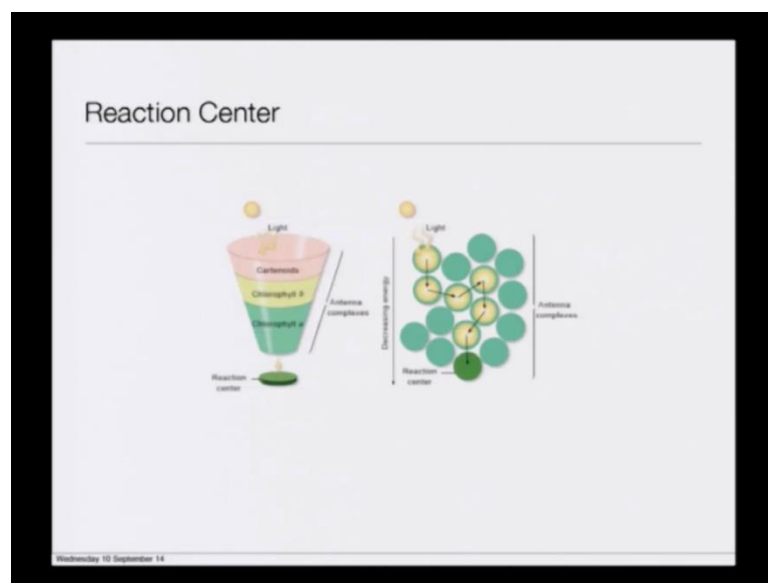 Reaction Center
Light
Carotenoids
Chlorophyll b
Chlorophyll a
Antenna
complexes
Reaction
center
Light
Decreasing energy
Antenna
complexes
Reaction
center
Wednesday 10 September 14